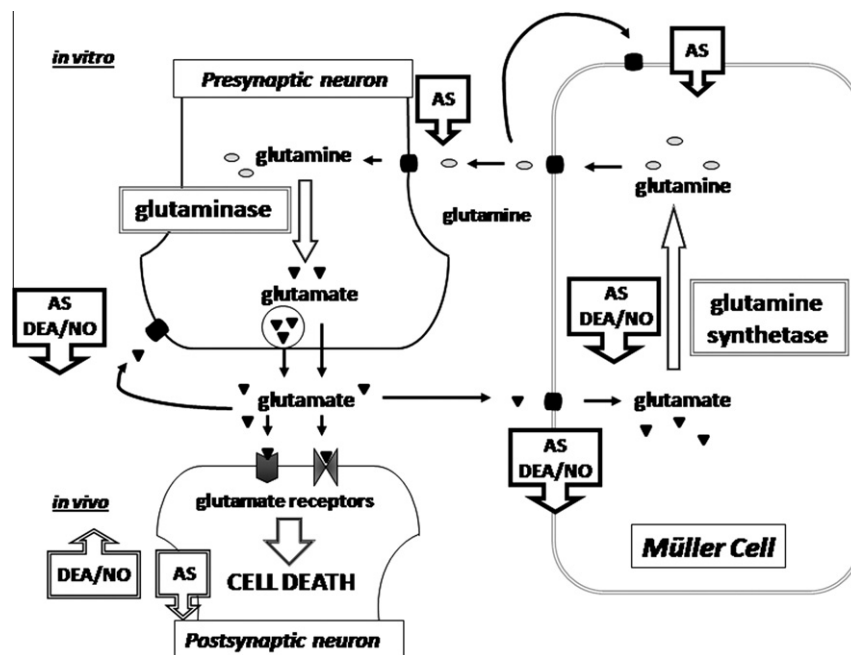 in vitro
Presynaptic neuron
AS
AS
glutamine
glutamine
glutaminase
glutamine
glutamate
AS
DEA/NO
AS
DEA/NO
glutamine
synthetase
glutamate
glutamate
AS
DEA/NO
in vivo
glutamate receptors
DEA/NO
AS
CELL DEATH
Müller Cell
Postsynaptic neuron